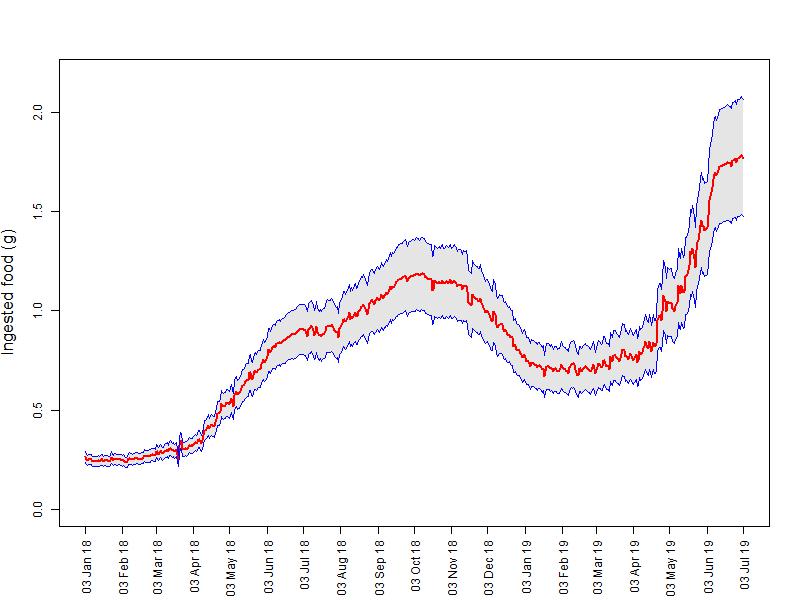 Ingested food (g)
2.0
1.5
1.0
0.5
0.0
03 Jan 18
03 Feb 18
03 Mar 18
03 Apr 18
03 May 18
03 Jun 18
03 Jul 18
03 Aug 18
03 Sep 18
03 Oct 18
03 Nov 18
03 Dec 18
03 Jan 19
03 Feb 19
03 Mar 19
03 Apr 19
03 May 19
03 Jun 19
03 Jul 19